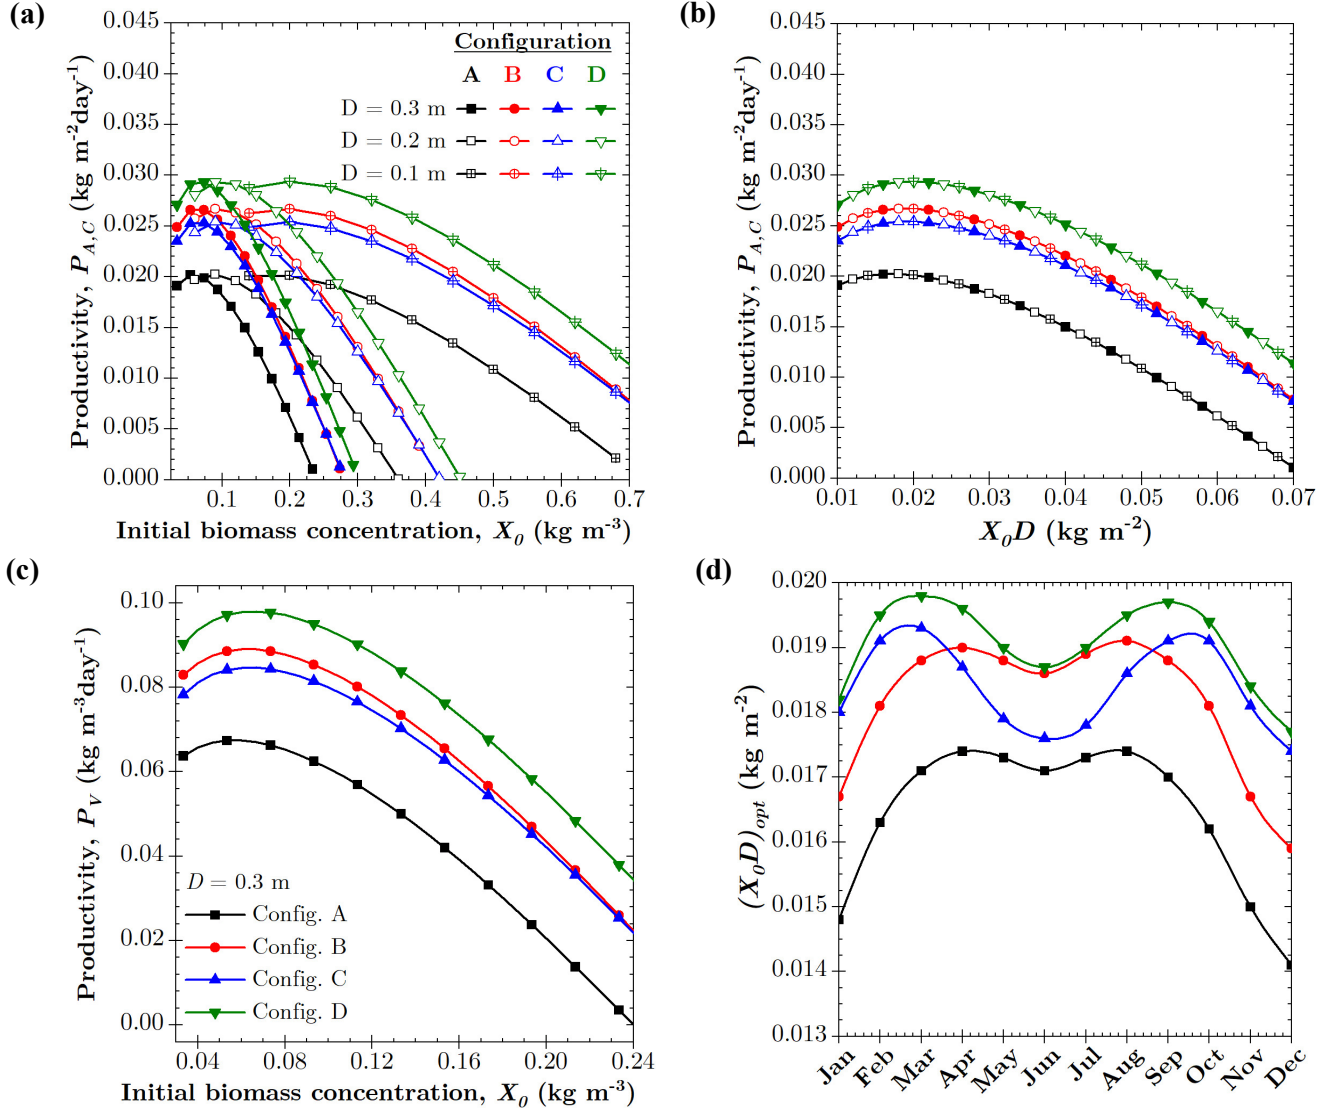 (a)
0.045
0.040
0.035
0.030
0.025
0.020
0.015
0.010
0.005
0.000
Productivity, P_{A,C} (kg m⁻²day⁻¹)
Configuration
A B C D
D = 0.3 m
D = 0.2 m
D = 0.1 m
0.1 0.2 0.3 0.4 0.5 0.6 0.7
Initial biomass concentration, X₀ (kg m⁻³)
(b)
0.045
0.040
0.035
0.030
0.025
0.020
0.015
0.010
0.005
0.000
Productivity, P_{A,C} (kg m⁻²day⁻¹)
0.01 0.02 0.03 0.04 0.05 0.06 0.07
X₀D (kg m⁻²)
(c)
0.10
0.08
0.06
0.04
0.02
0.00
Productivity, P_V (kg m⁻³day⁻¹)
D = 0.3 m
Config. A
Config. B
Config. C
Config. D
0.04 0.08 0.12 0.16 0.20 0.24
Initial biomass concentration, X₀ (kg m⁻³)
(d)
0.020
0.019
0.018
0.017
0.016
0.015
0.014
0.013
(X₀D)_{opt} (kg m⁻²)
Jan Feb Mar Apr May Jun Jul Aug Sep Oct Nov Dec